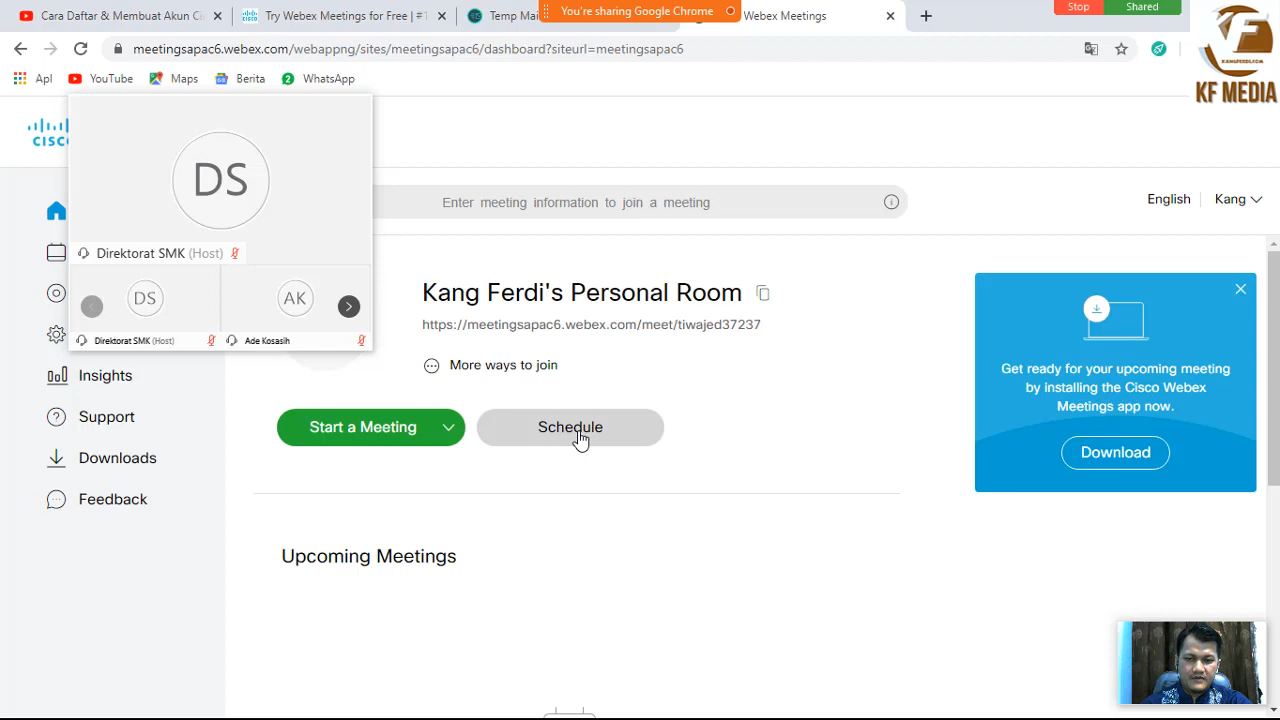 Cara Daftar & Membuat Akun C
Try Webex Meetings for Free | #1
Temp Mai
You're sharing Google Chrome
Webex Meetings
Stop
Shared
meetingsapac6.webex.com/webappng/sites/meetingsapac6/dashboard?siteurl=meetingsapac6
Apl
YouTube
Maps
Berita
WhatsApp
KANGFERDI.COM
KF MEDIA
CISCO
DS
Direktorat SMK (Host)
DS
AK
Direktorat SMK (Host)
Ade Kosasih
Enter meeting information to join a meeting
English
Kang
Kang Ferdi's Personal Room
https://meetingsapac6.webex.com/meet/tiwajed37237
More ways to join
Start a Meeting
Schedule
Insights
Support
Downloads
Feedback
Get ready for your upcoming meeting
by installing the Cisco Webex
Meetings app now.
Download
Upcoming Meetings